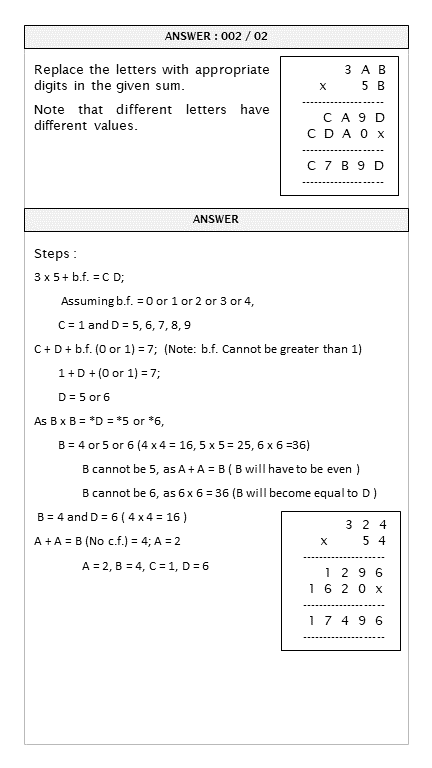 ANSWER : 002 / 02
Replace the letters with appropriate
digits in the given sum.
Note that different letters have
different values.
3 A B
x 5 B
---------------------
C A 9 D
C D A 0 x
---------------------
C 7 B 9 D
---------------------
ANSWER
Steps :
3 x 5 + b.f. = C D;
Assuming b.f. = 0 or 1 or 2 or 3 or 4,
C = 1 and D = 5, 6, 7, 8, 9
C + D + b.f. (0 or 1) = 7; (Note: b.f. Cannot be greater than 1)
1 + D + (0 or 1) = 7;
D = 5 or 6
As B x B = *D = *5 or *6,
B = 4 or 5 or 6 (4 x 4 = 16, 5 x 5 = 25, 6 x 6 =36)
B cannot be 5, as A + A = B ( B will have to be even )
B cannot be 6, as 6 x 6 = 36 (B will become equal to D )
B = 4 and D = 6 ( 4 x 4 = 16 )
A + A = B (No c.f.) = 4; A = 2
A = 2, B = 4, C = 1, D = 6
3 2 4
x 5 4
---------------------
1 2 9 6
1 6 2 0 x
---------------------
1 7 4 9 6
---------------------